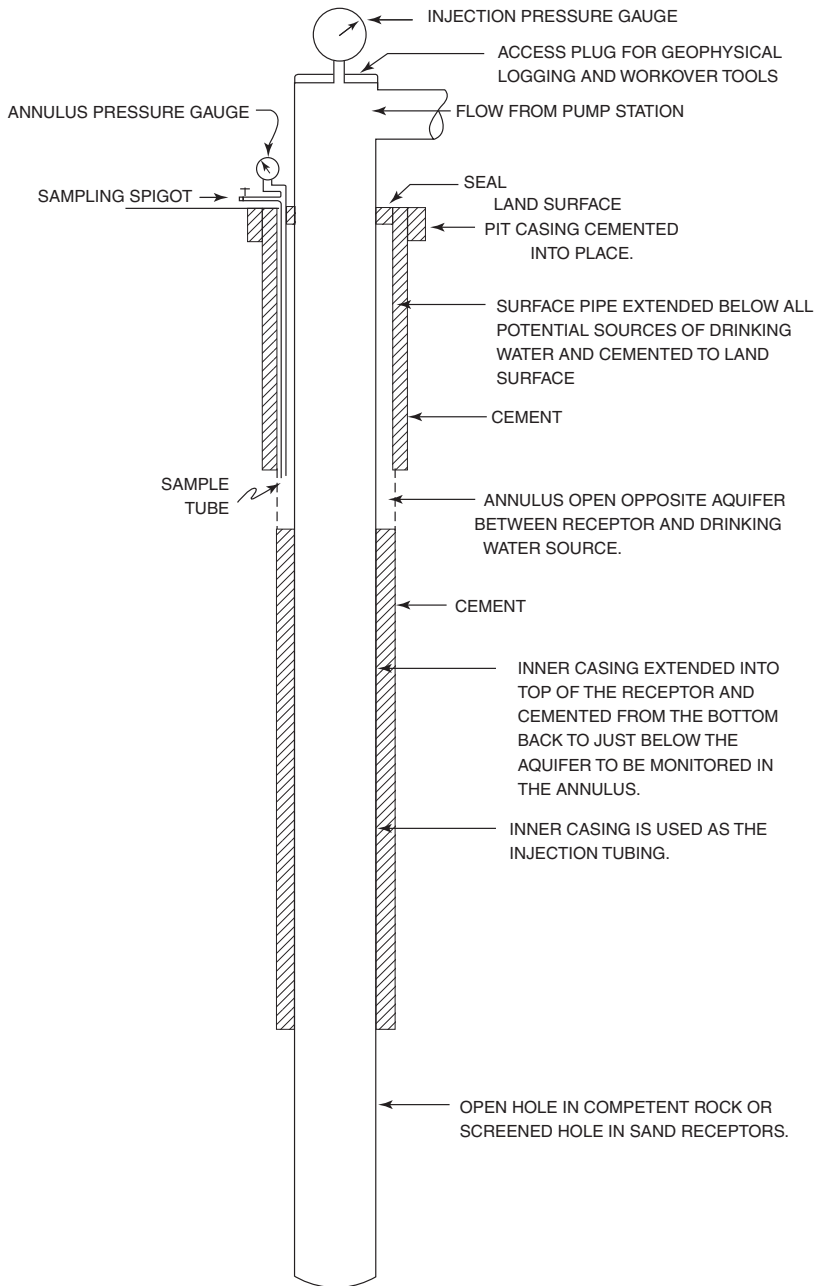 INJECTION PRESSURE GAUGE
ACCESS PLUG FOR GEOPHYSICAL
LOGGING AND WORKOVER TOOLS
ANNULUS PRESSURE GAUGE
FLOW FROM PUMP STATION
SEAL
SAMPLING SPIGOT
LAND SURFACE
PIT CASING CEMENTED
INTO PLACE.
SURFACE PIPE EXTENDED BELOW ALL
POTENTIAL SOURCES OF DRINKING
WATER AND CEMENTED TO LAND
SURFACE
CEMENT
SAMPLE
TUBE
ANNULUS OPEN OPPOSITE AQUIFER
BETWEEN RECEPTOR AND DRINKING
WATER SOURCE.
CEMENT
INNER CASING EXTENDED INTO
TOP OF THE RECEPTOR AND
CEMENTED FROM THE BOTTOM
BACK TO JUST BELOW THE
AQUIFER TO BE MONITORED IN
THE ANNULUS.
INNER CASING IS USED AS THE
INJECTION TUBING.
OPEN HOLE IN COMPETENT ROCK OR
SCREENED HOLE IN SAND RECEPTORS.